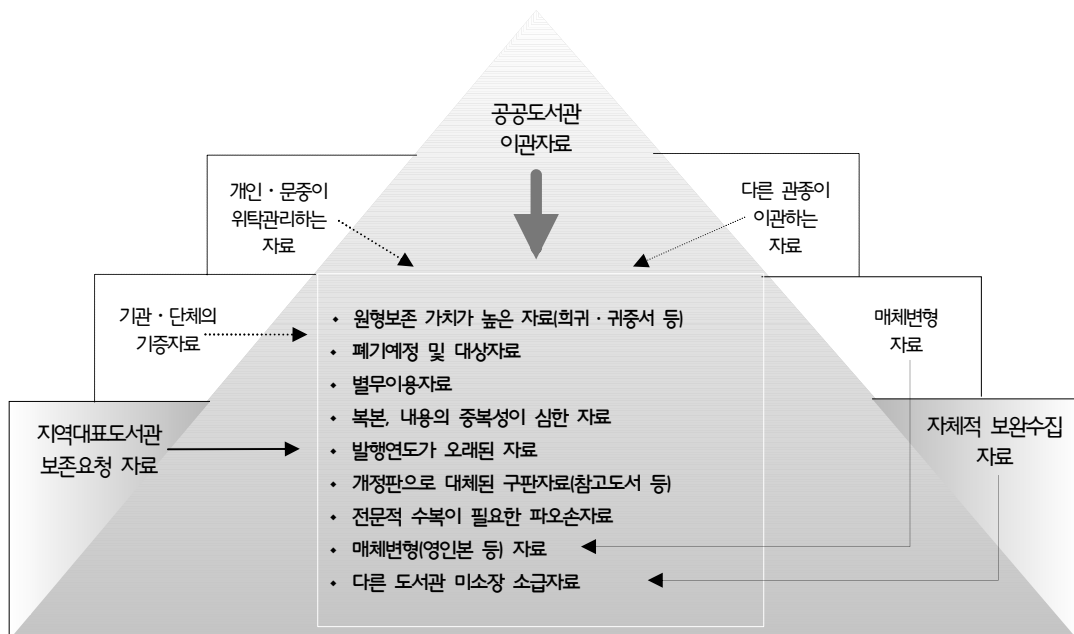 공공도서관
이관자료
개인 · 문중이
위탁관리하는
자료
다른 관종이
이관하는
자료
기관 · 단체의
기증자료
매체변형
자료
지역대표도서관
보존요청 자료
자체적 보완수집
자료
• 원형보존 가치가 높은 자료(희귀 · 귀중서 등)
• 폐기예정 및 대상자료
• 별무이용자료
• 복본, 내용의 중복성이 심한 자료
• 발행연도가 오래된 자료
• 개정판으로 대체된 구판자료(참고도서 등)
• 전문적 수복이 필요한 파오손자료
• 매체변형(영인본 등) 자료
• 다른 도서관 미소장 소급자료